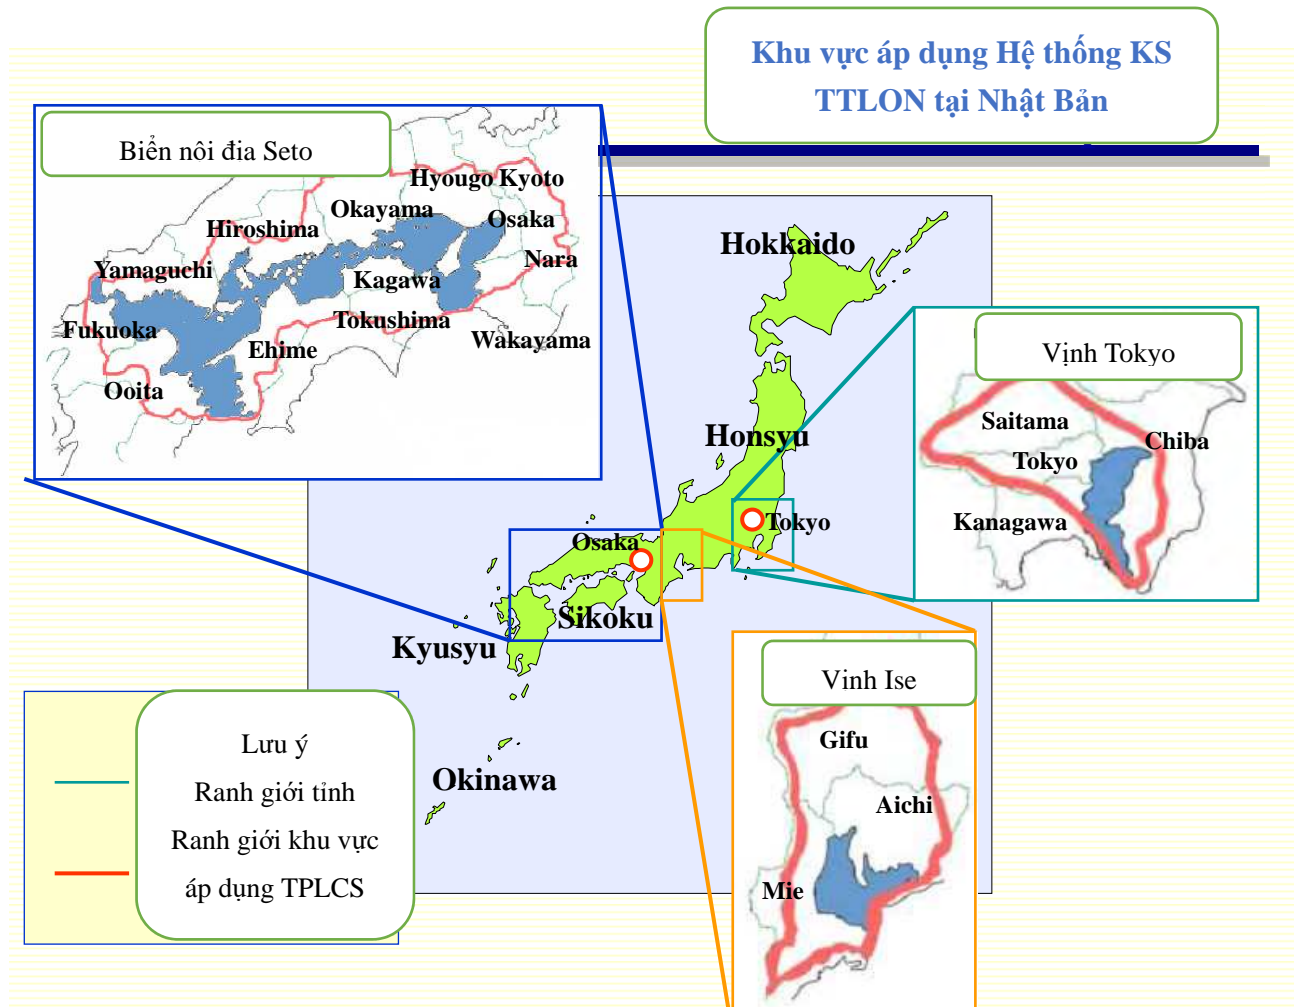 Khu vực áp dụng Hệ thống KS
TTLON tại Nhật Bản
Biển nôi đia Seto
Hyougo Kyoto
Okayama
Osaka
Hiroshima
Nara
Yamaguchi
Kagawa
Tokushima
Fukuoka
Wakayama
Ehime
Ooita
Hokkaido
Honsyu
Tokyo
Osaka
Sikoku
Kyusyu
Okinawa
Vịnh Tokyo
Saitama
Chiba
Tokyo
Kanagawa
Vinh Ise
Gifu
Aichi
Mie
Lưu ý
Ranh giới tỉnh
Ranh giới khu vực
áp dụng TPLCS